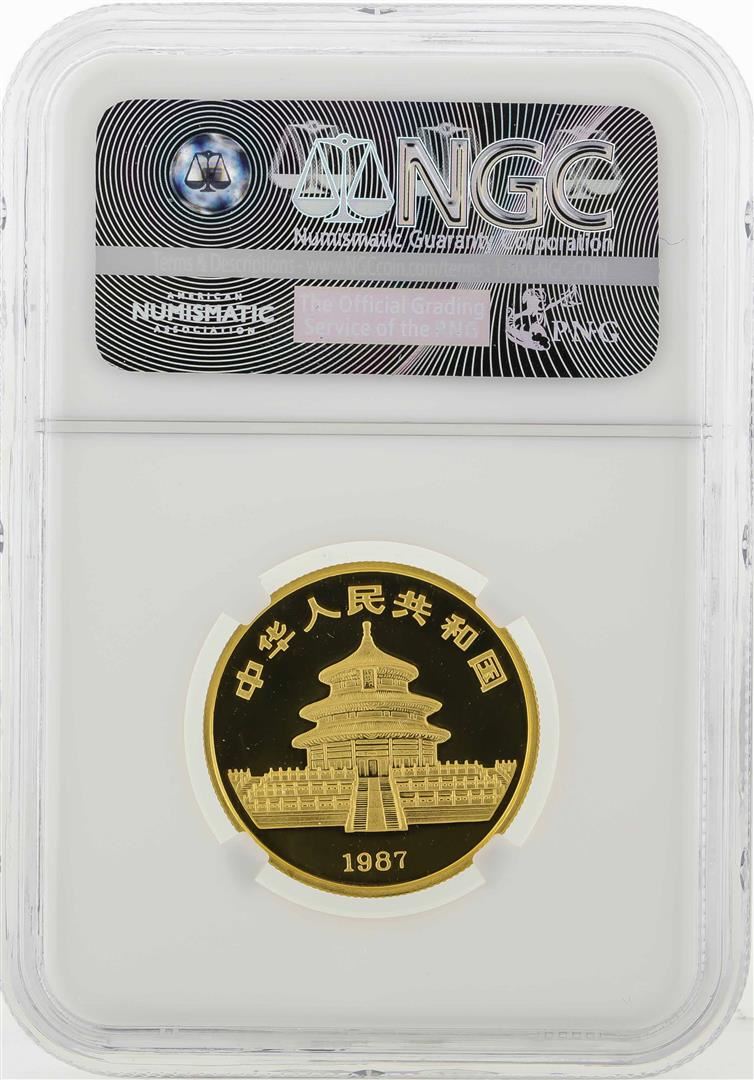 NGC
Numismatic Guaranty Corporation
Terms & Descriptions - www.NGCcoin.com/terms - 1-800-NGC-COIN
AMERICAN
NUMISMATIC
ASSOCIATION
The Official Grading
Service of the PNG
PNG
中华人民共和国
1987